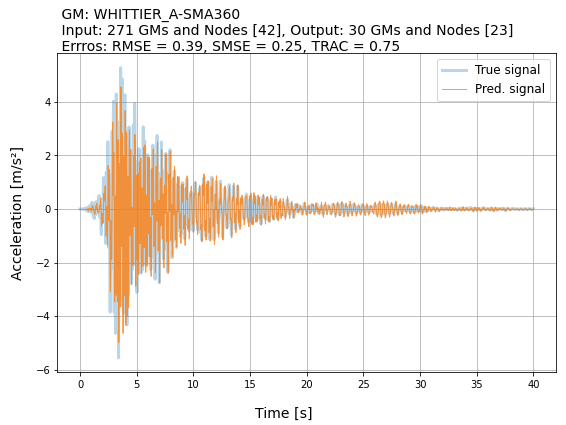 GM: WHITTIER_A-SMA360
Input: 271 GMs and Nodes [42], Output: 30 GMs and Nodes [23]
Errros: RMSE = 0.39, SMSE = 0.25, TRAC = 0.75
True signal
Pred. signal
Acceleration [m/s²]
4
2
0
−2
−4
−6
0 5 10 15 20 25 30 35 40
Time [s]